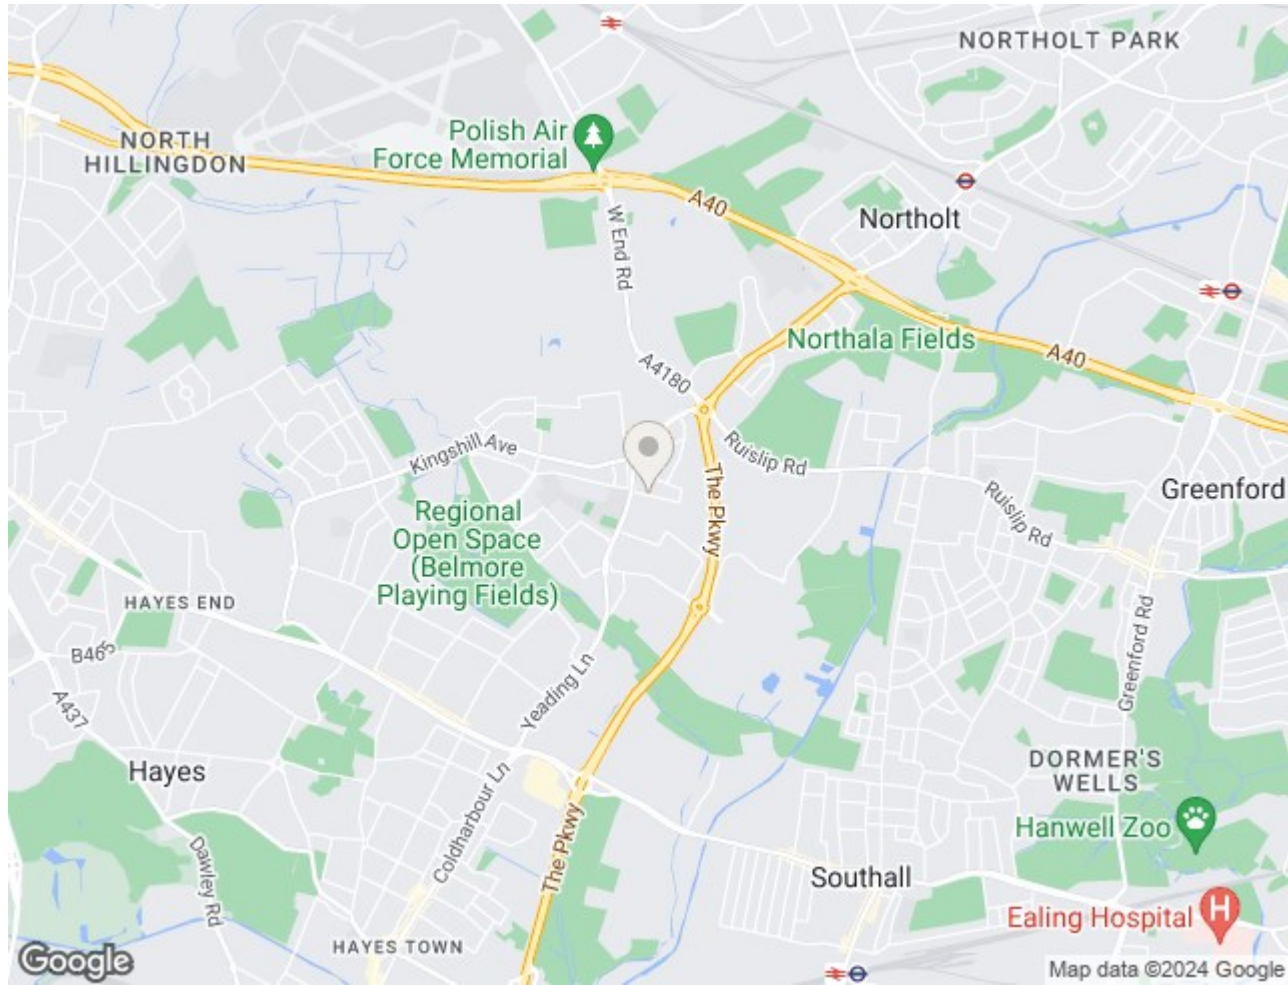 NORTHOLT PARK
Polish Air
Force Memorial
NORTH
HILLINGDON
A40
Northolt
W End Rd
Northala Fields
A40
A4180
Kingshill Ave
Ruislip Rd
The Pkwy
Greenford
Ruislip Rd
Regional
Open Space
(Belmore
Playing Fields)
HAYES END
B465
Greenford Rd
A437
Yeading Ln
Hayes
DORMER'S
WELLS
Coldharbour Ln
Hanwell Zoo
The Pkwy
Dawley Rd
Southall
Ealing Hospital
H
HAYES TOWN
Google
Map data ©2024 Google